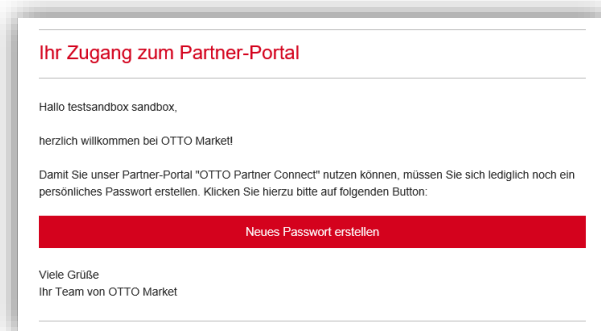 Ihr Zugang zum Partner-Portal
Hallo testsandbox sandbox,
herzlich willkommen bei OTTO Market!
Damit Sie unser Partner-Portal "OTTO Partner Connect" nutzen können, müssen Sie sich lediglich noch ein
persönliches Passwort erstellen. Klicken Sie hierzu bitte auf folgenden Button:
Neues Passwort erstellen
Viele Grüße
Ihr Team von OTTO Market